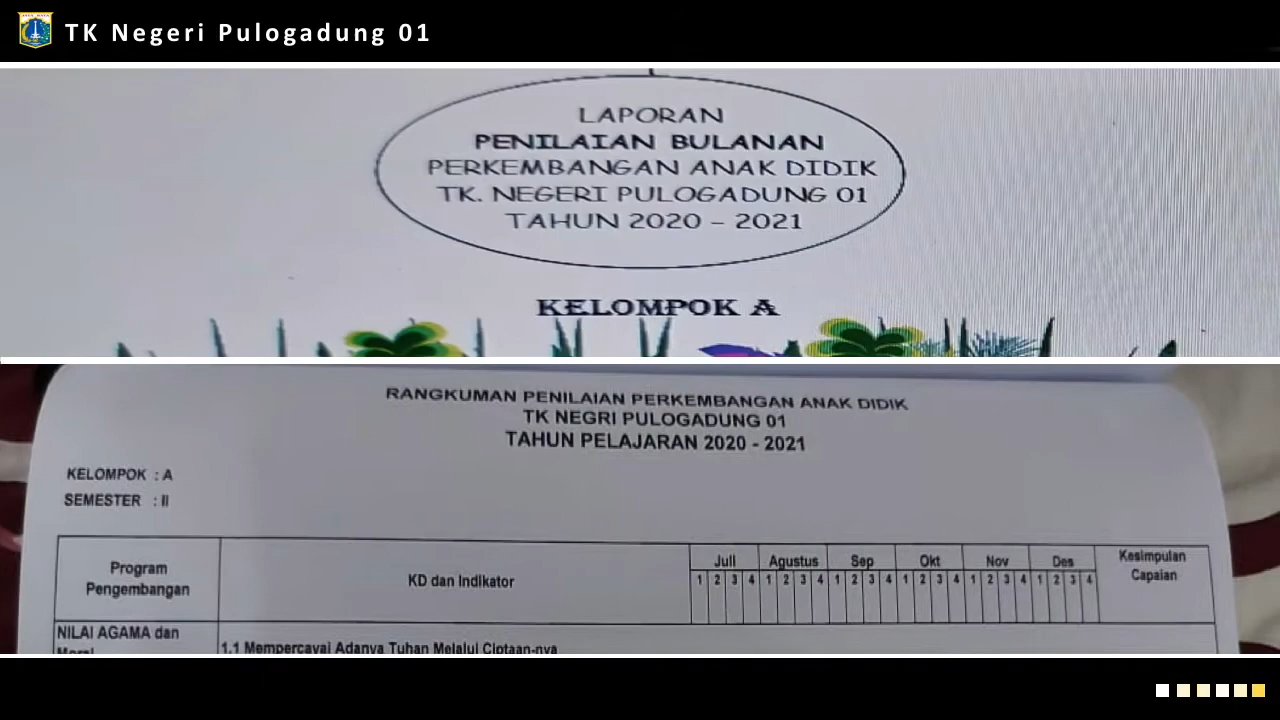 TK Negeri Pulogadung 01
LAPORAN
PENILAIAN BULANAN
PERKEMBANGAN ANAK DIDIK
TK. NEGERI PULOGADUNG 01
TAHUN 2020 – 2021
KELOMPOK A
RANGKUMAN PENILAIAN PERKEMBANGAN ANAK DIDIK
TK NEGRI PULOGADUNG 01
TAHUN PELAJARAN 2020 - 2021
KELOMPOK : A
SEMESTER : II
Program Pengembangan
KD dan Indikator
Juli Agustus Sep Okt Nov Des
1 2 3 4 1 2 3 4 1 2 3 4 1 2 3 4 1 2 3 4 1 2 3 4
Kesimpulan Capaian
NILAI AGAMA dan
Moral
1.1 Mempercayai Adanya Tuhan Melalui Ciptaan-nya